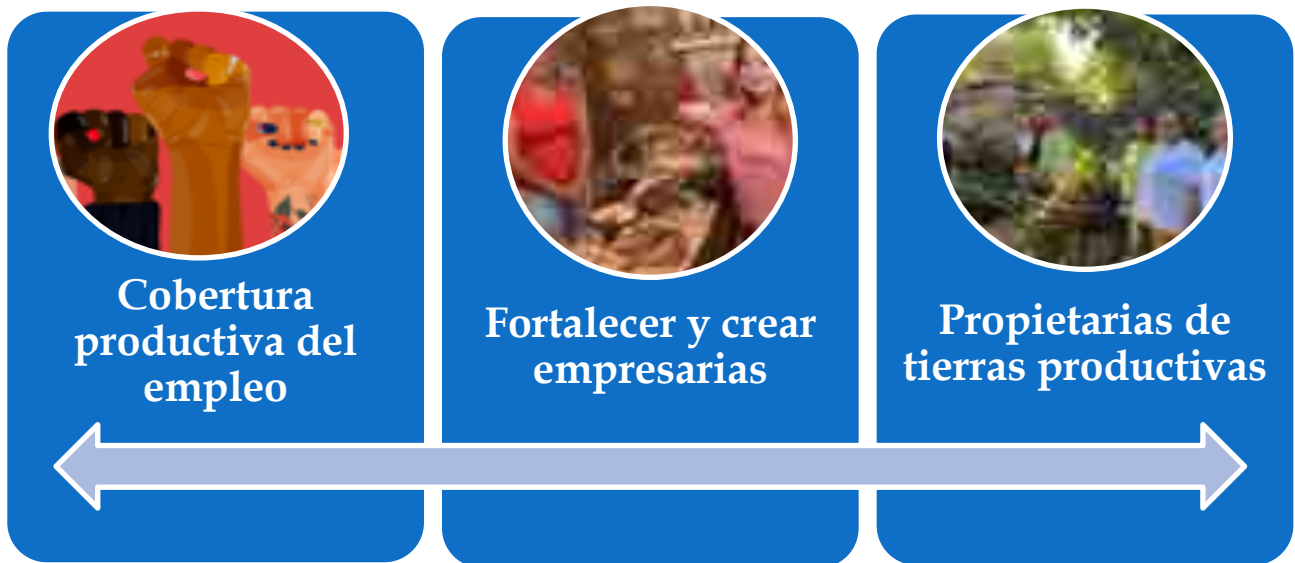 Cobertura
productiva del
empleo
Fortalecer y crear
empresarias
Propietarias de
tierras productivas